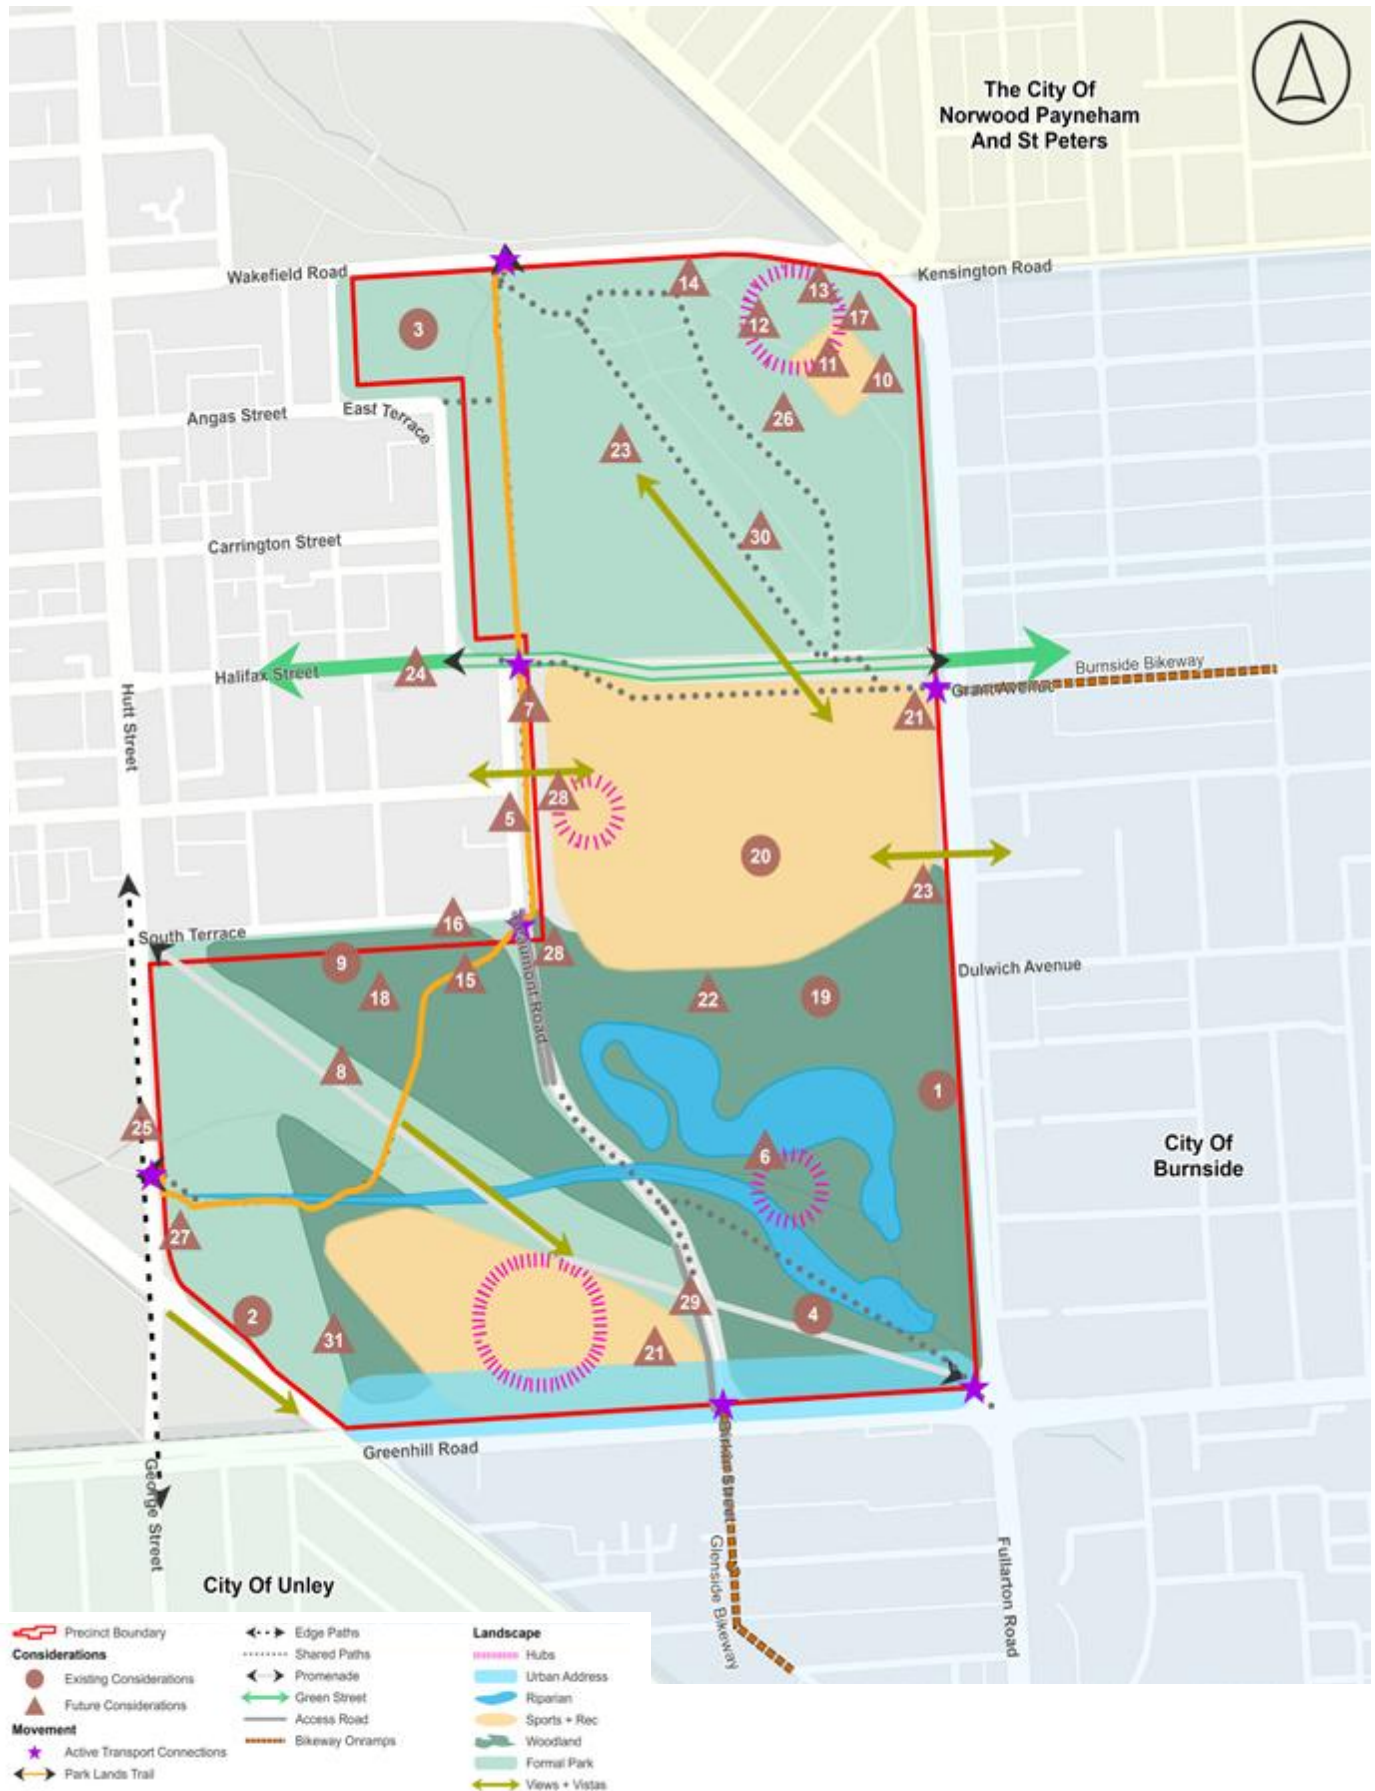 The City Of
Norwood Payneham
And St Peters
Wakefield Road
Kensington Road
14
13
12
17
3
11
10
Angas Street
East Terrace
26
23
30
Carrington Street
Halifax Street
24
Burnside Bikeway
Grant Avenue
7
21
Hutt Street
28
5
20
23
16
South Terrace
28
9
15
18
22
19
Dulwich Avenue
Beaumont Road
8
1
25
6
City Of
Burnside
27
2
29
4
31
21
Greenhill Road
George Street
Glenside Bikeway
Fullarton Road
City Of Unley
Precinct Boundary
Considerations
Existing Considerations
Future Considerations
Movement
Active Transport Connections
Park Lands Trail
Edge Paths
Shared Paths
Promenade
Green Street
Access Road
Bikeway Onramps
Landscape
Hubs
Urban Address
Riparian
Sports + Rec
Woodland
Formal Park
Views + Vistas